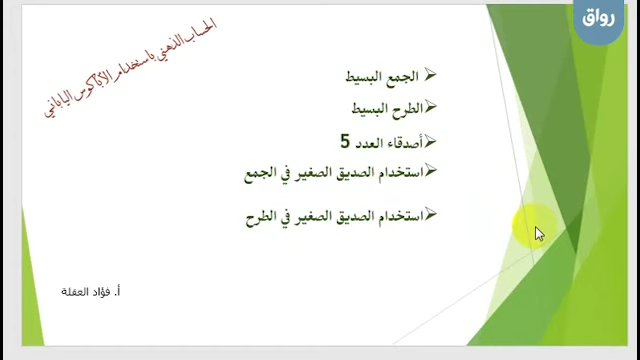 رواق
الحساب الذهني باستخدام الأباكوس الياباني
الجمع البسيط
الطرح البسيط
أصدقاء العدد 5
استخدام الصديق الصغير في الجمع
استخدام الصديق الصغير في الطرح
أ. فؤاد العقلة